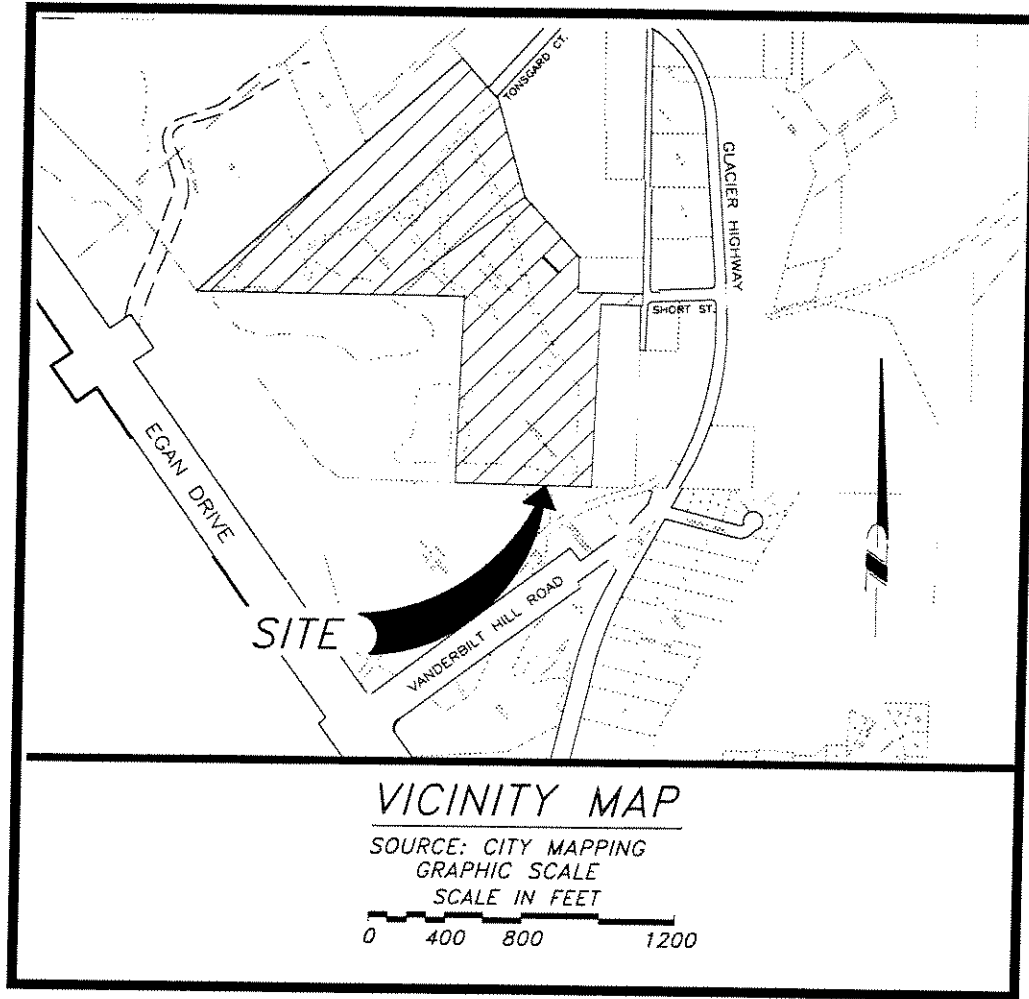 TONSGARD CT.
GLACIER HIGHWAY
SHORT ST.
EGAN DRIVE
SITE
VANDERBILT HILL ROAD
VICINITY MAP
SOURCE: CITY MAPPING
GRAPHIC SCALE
SCALE IN FEET
0 400 800 1200